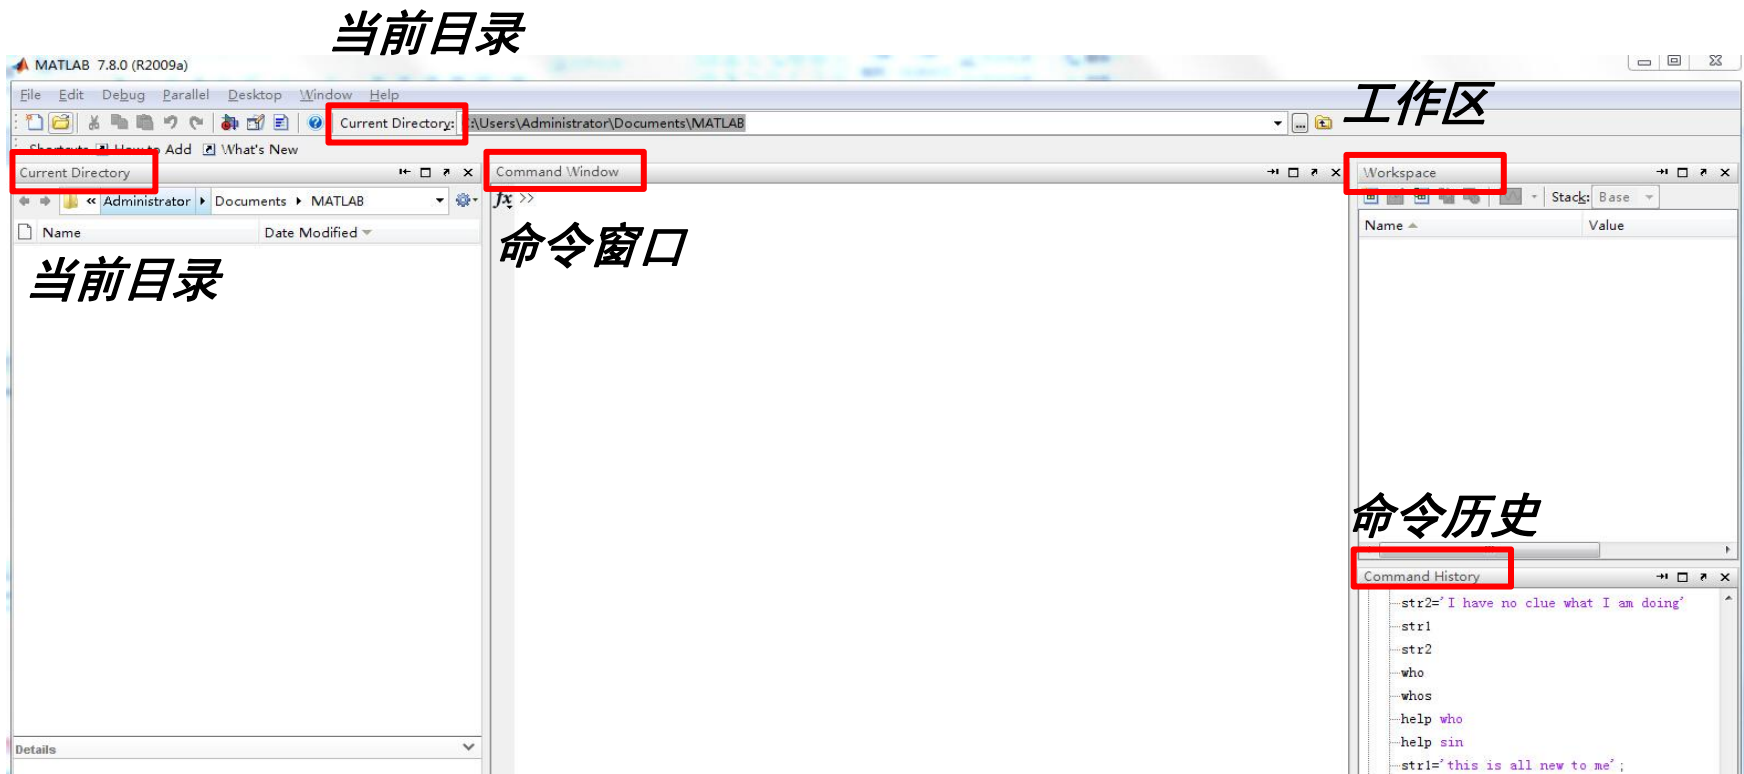 当前目录
MATLAB 7.8.0 (R2009a)
File Edit Debug Parallel Desktop Window Help
工作区
Current Directory: :\Users\Administrator\Documents\MATLAB
Shortcuts How to Add What's New
Current Directory
Command Window
Workspace
« Administrator Documents MATLAB
fx >>
Stack: Base
Name Date Modified
Name Value
命令窗口
当前目录
命令历史
Command History
str2='I have no clue what I am doing'
str1
str2
who
whos
help who
help sin
str1='this is all new to me';
Details